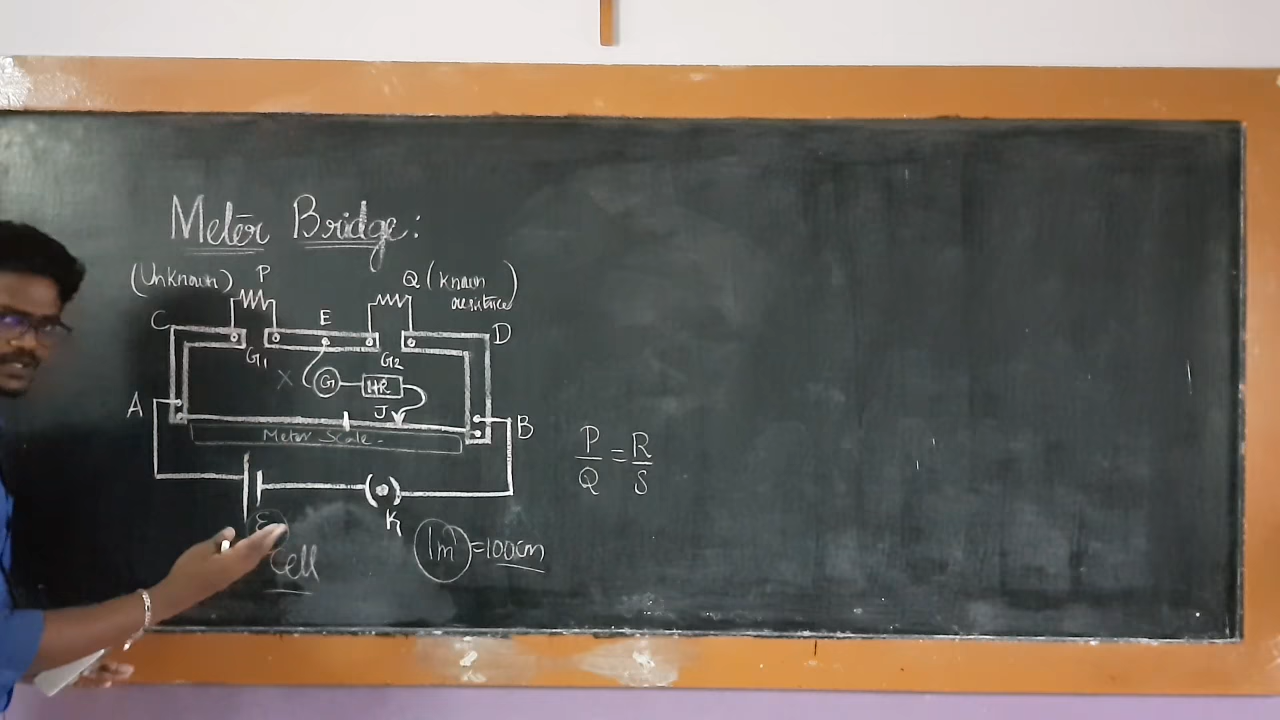 Meter Bridge:
(Unknown) P Q (known
resistance)
C E D
G1 G2
X G HR
J
A B
Meter Scale.
P/Q = R/S
K
ε
1m = 100cm
Cell